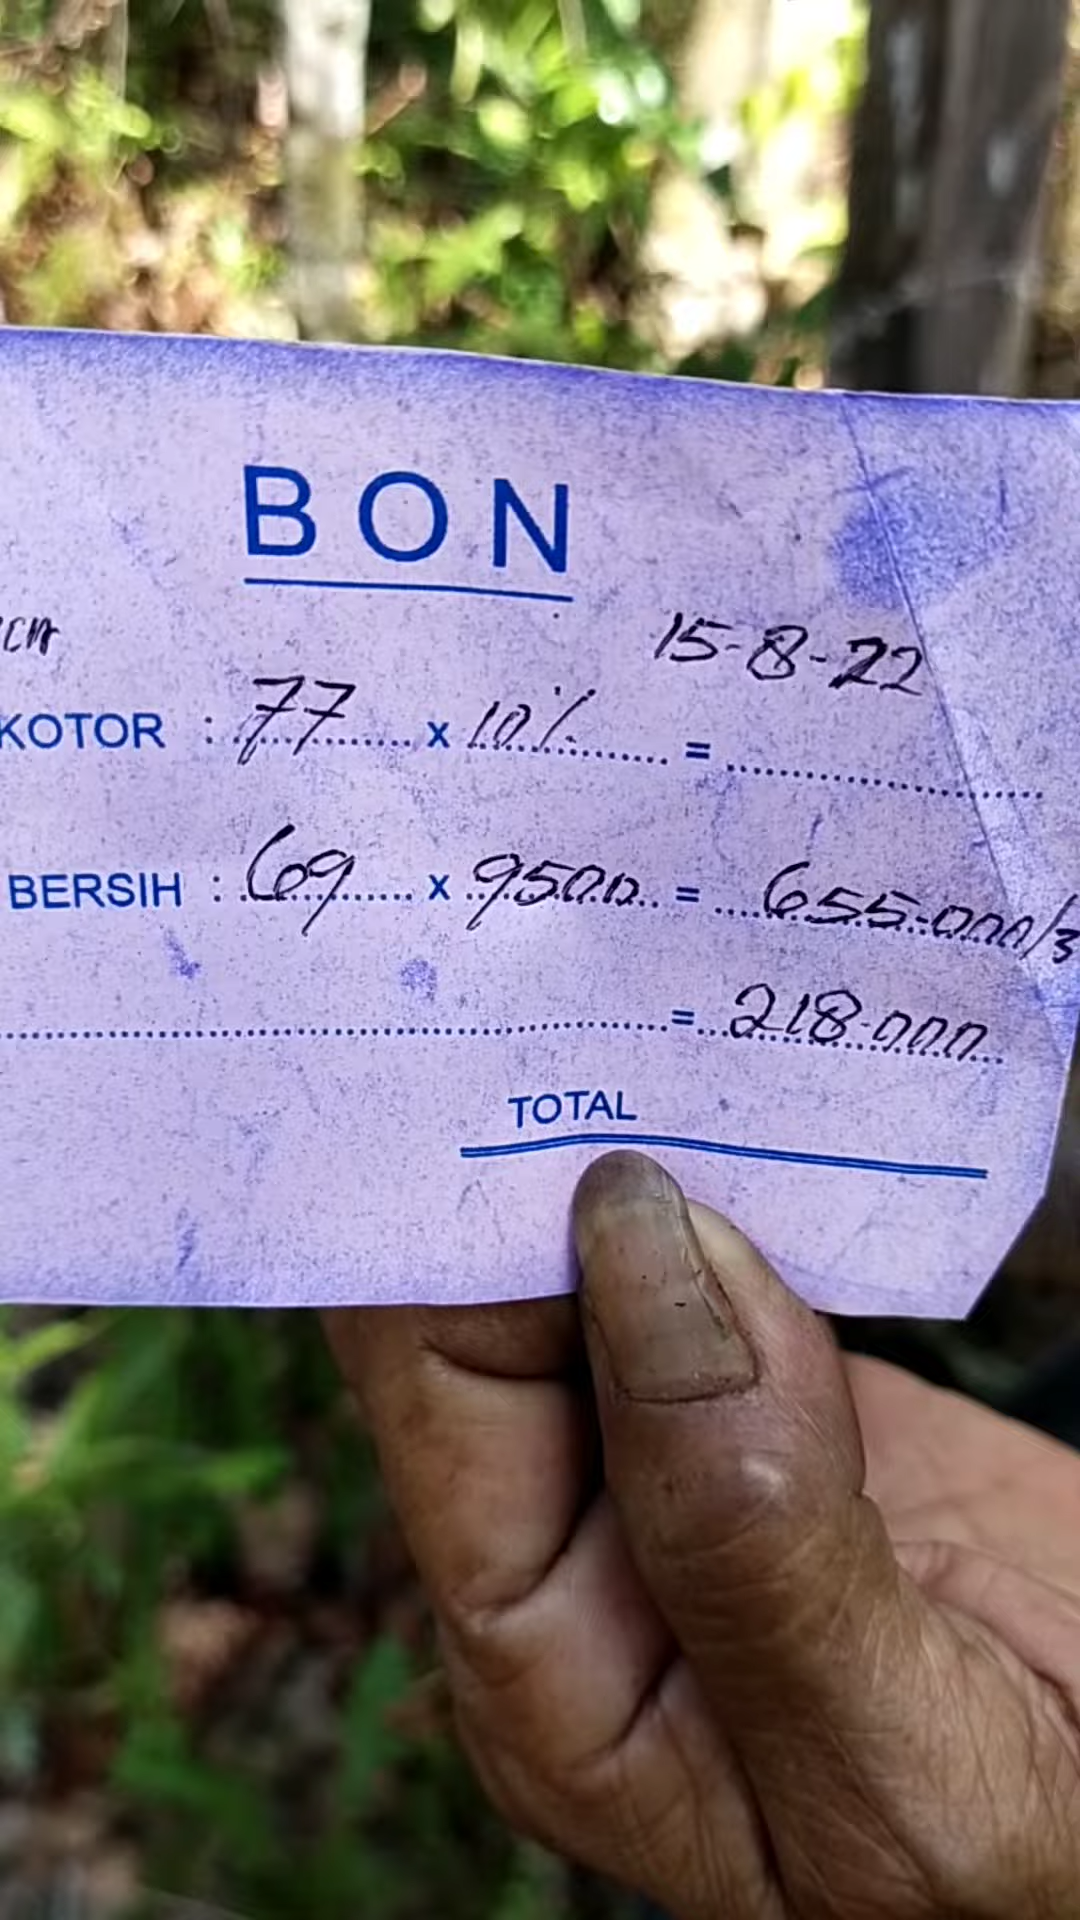 BON
15-8-22
KOTOR : 77 x 10% =
BERSIH : 69 x 9500 = 655.000/3
= 218.000
TOTAL